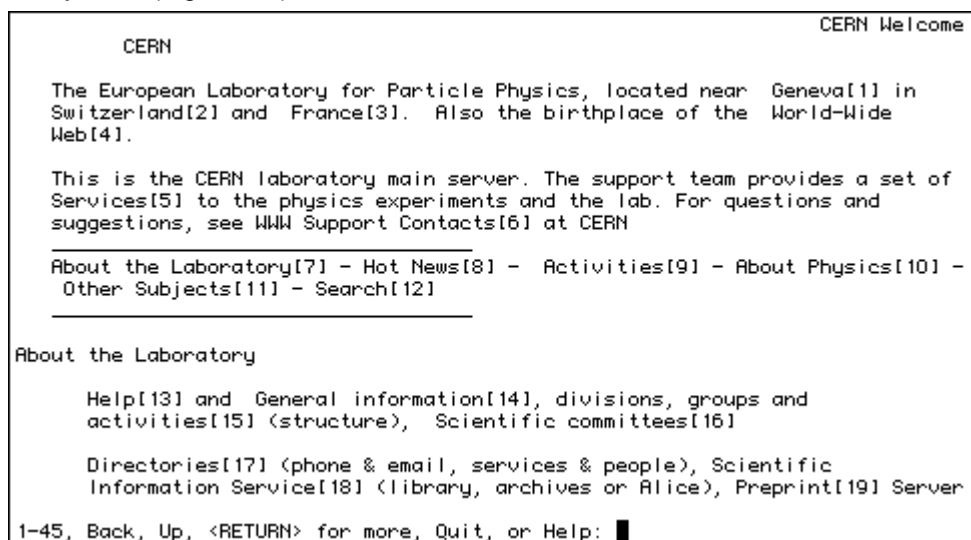 CERN Welcome
CERN
The European Laboratory for Particle Physics, located near Geneva[1] in
Switzerland[2] and France[3]. Also the birthplace of the World-Wide
Web[4].
This is the CERN laboratory main server. The support team provides a set of
Services[5] to the physics experiments and the lab. For questions and
suggestions, see WWW Support Contacts[6] at CERN
About the Laboratory[7] - Hot News[8] - Activities[9] - About Physics[10] -
Other Subjects[11] - Search[12]
About the Laboratory
Help[13] and General information[14], divisions, groups and
activities[15] (structure), Scientific committees[16]
Directories[17] (phone & email, services & people), Scientific
Information Service[18] (library, archives or Alice), Preprint[19] Server
1-45, Back, Up, <RETURN> for more, Quit, or Help: